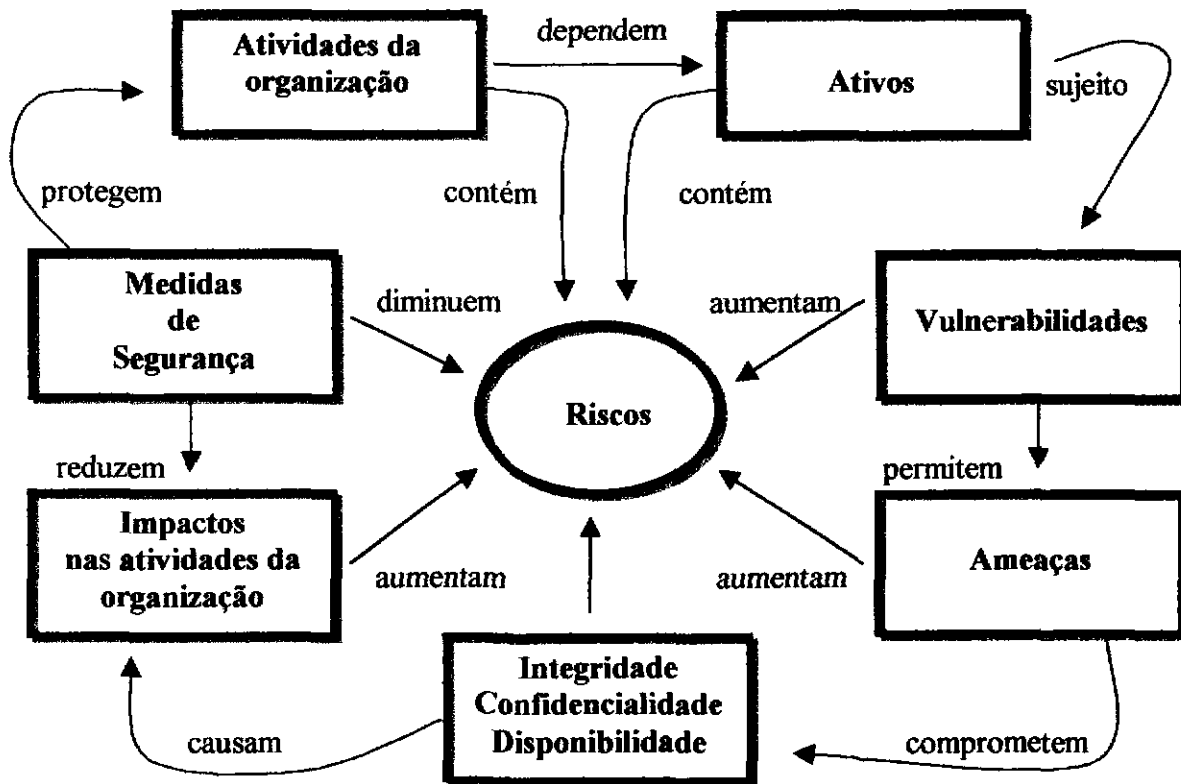 Atividades da
organização
dependem
Ativos
sujeito
protegem
contém
contém
Medidas
de
Segurança
diminuem
aumentam
Vulnerabilidades
Riscos
reduzem
permitem
Impactos
nas atividades da
organização
aumentam
aumentam
Ameaças
Integridade
Confidencialidade
Disponibilidade
causam
comprometem